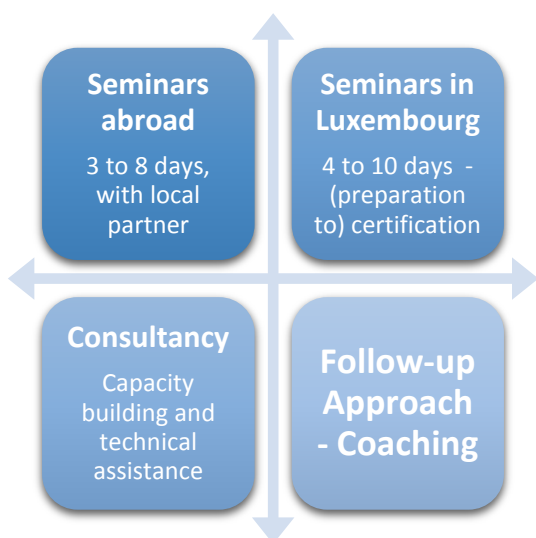 Seminars
abroad
3 to 8 days,
with local
partner
Seminars in
Luxembourg
4 to 10 days -
(preparation
to) certification
Consultancy
Capacity
building and
technical
assistance
Follow-up
Approach
- Coaching